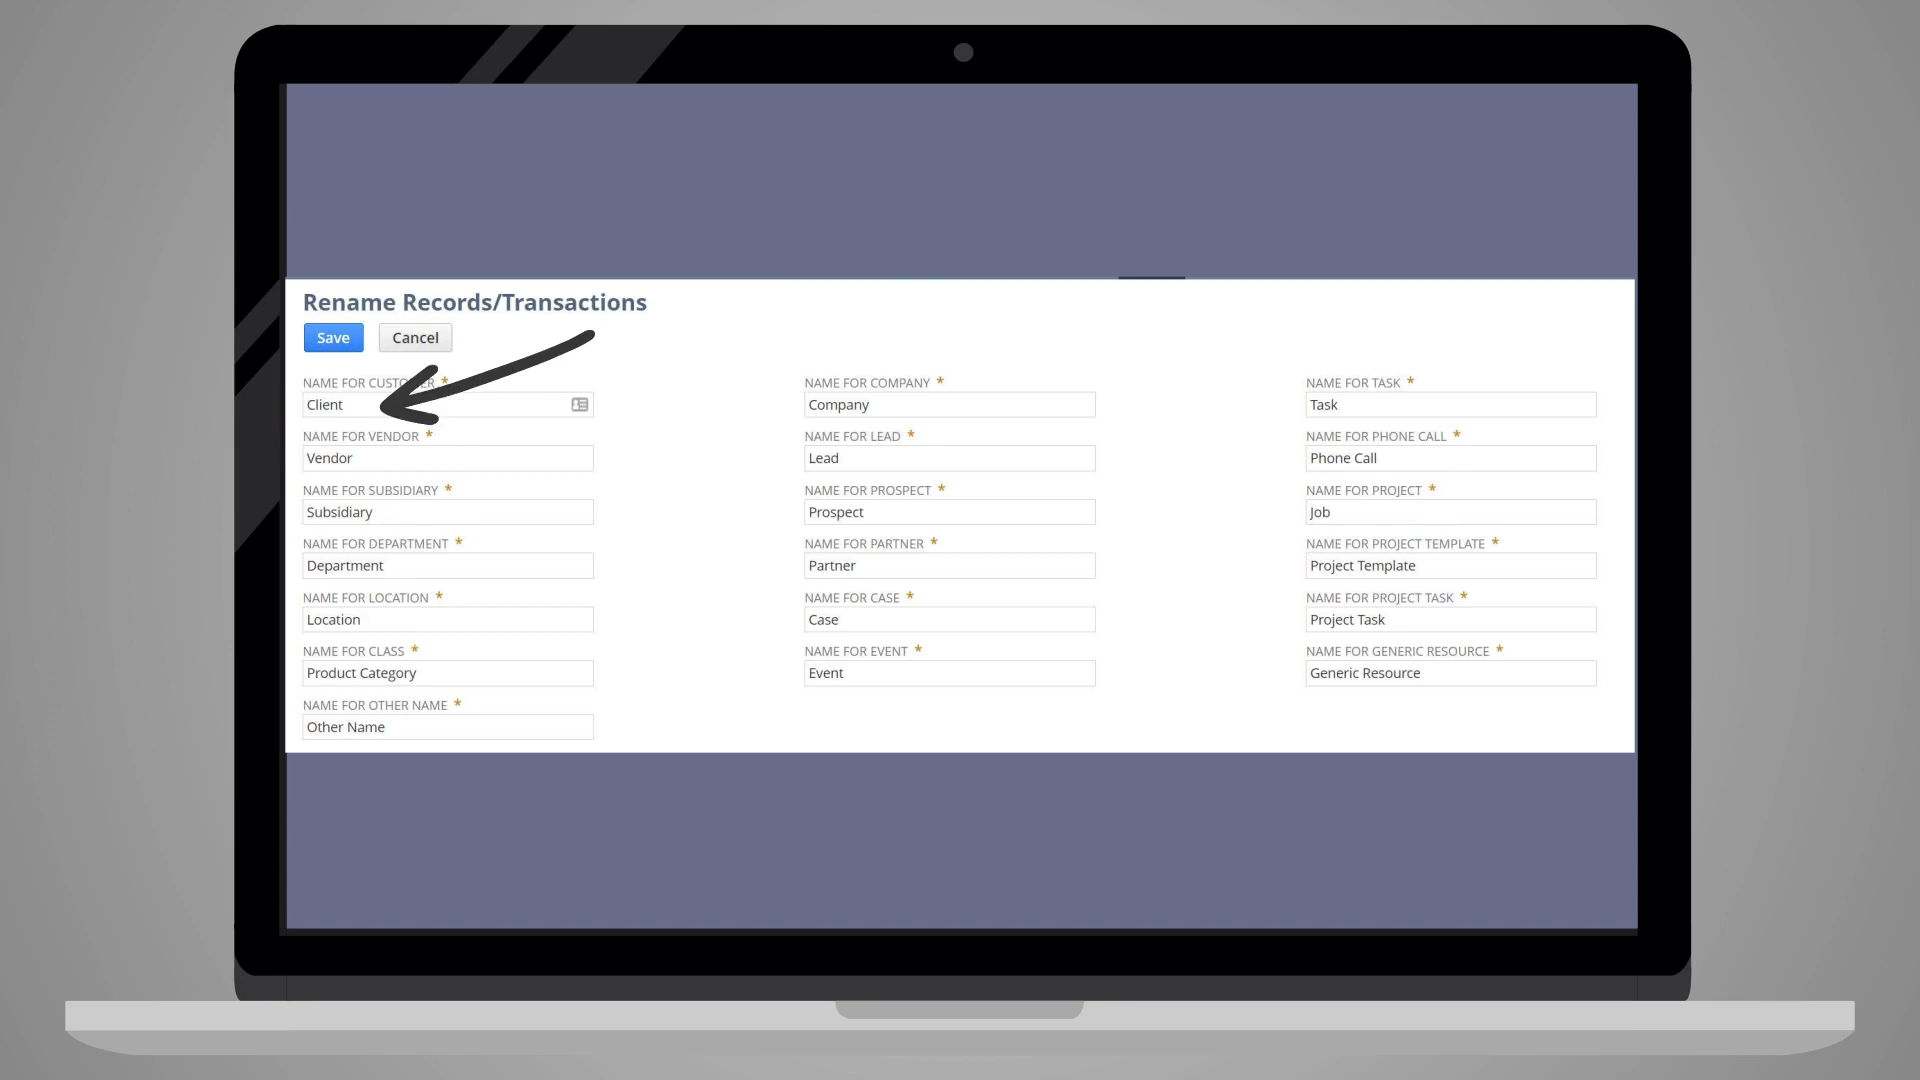 Rename Records/Transactions
Save Cancel
NAME FOR CUSTOMER *
Client
NAME FOR VENDOR *
Vendor
NAME FOR SUBSIDIARY *
Subsidiary
NAME FOR DEPARTMENT *
Department
NAME FOR LOCATION *
Location
NAME FOR CLASS *
Product Category
NAME FOR OTHER NAME *
Other Name
NAME FOR COMPANY *
Company
NAME FOR LEAD *
Lead
NAME FOR PROSPECT *
Prospect
NAME FOR PARTNER *
Partner
NAME FOR CASE *
Case
NAME FOR EVENT *
Event
NAME FOR TASK *
Task
NAME FOR PHONE CALL *
Phone Call
NAME FOR PROJECT *
Job
NAME FOR PROJECT TEMPLATE *
Project Template
NAME FOR PROJECT TASK *
Project Task
NAME FOR GENERIC RESOURCE *
Generic Resource